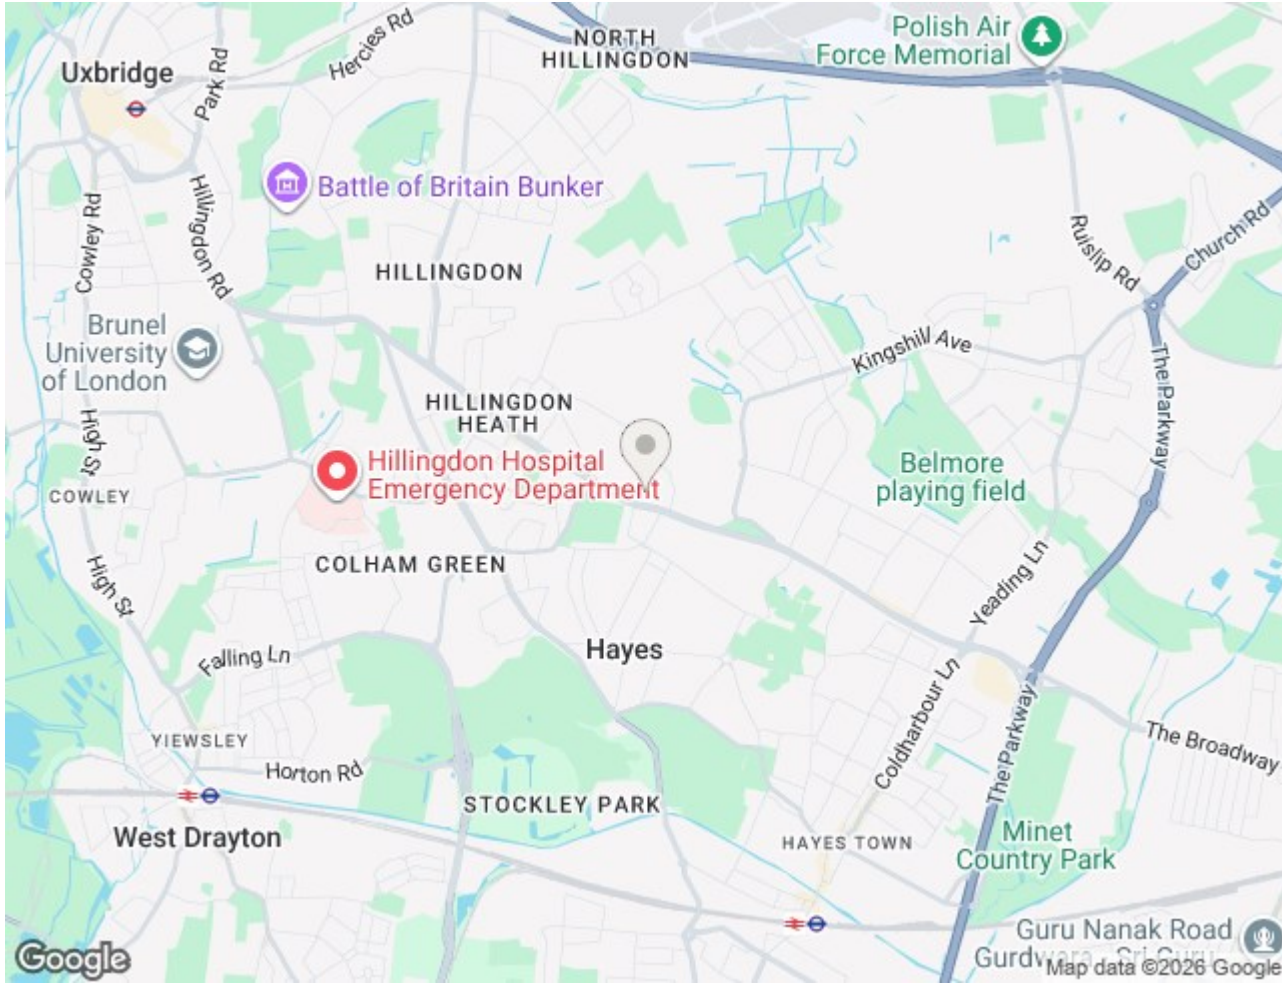 Hercies Rd
NORTH
HILLINGDON
Polish Air
Force Memorial
Uxbridge
Park Rd
Battle of Britain Bunker
Hillingdon Rd
Cowley Rd
Ruislip Rd
Church Rd
HILLINGDON
Brunel
University
of London
Kingshill Ave
The Parkway
HILLINGDON
HEATH
High St
Hillingdon Hospital
Emergency Department
Belmore
playing field
COWLEY
COLHAM GREEN
High St
Yeading Ln
Falling Ln
Hayes
Coldharbour Ln
The Parkway
The Broadway
YIEWSLEY
Horton Rd
STOCKLEY PARK
West Drayton
HAYES TOWN
Minet
Country Park
Guru Nanak Road
Gurdwara - Sri Guru
Google
Map data ©2026 Google